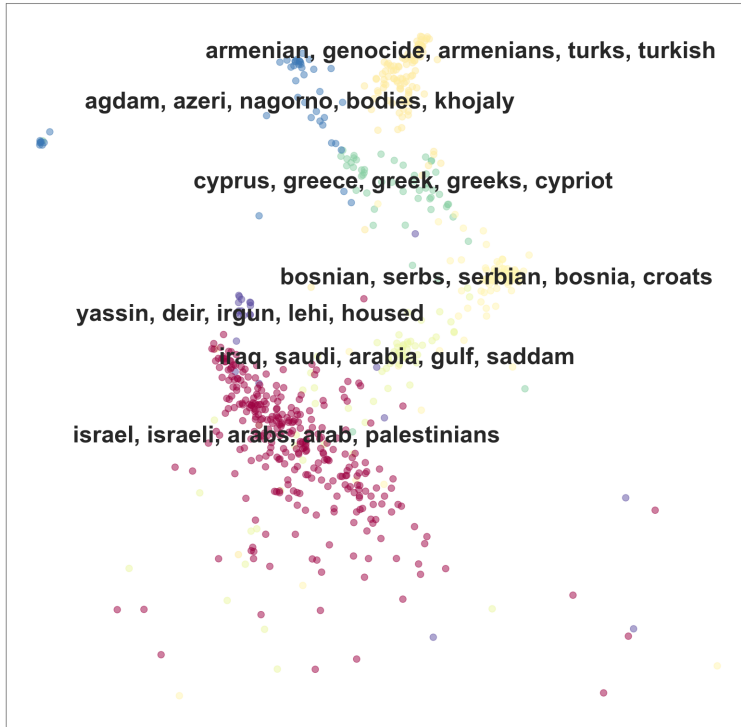 armenian, genocide, armenians, turks, turkish
agdam, azeri, nagorno, bodies, khojaly
cyprus, greece, greek, greeks, cypriot
bosnian, serbs, serbian, bosnia, croats
yassin, deir, irgun, lehi, housed
iraq, saudi, arabia, gulf, saddam
israel, israeli, arabs, arab, palestinians